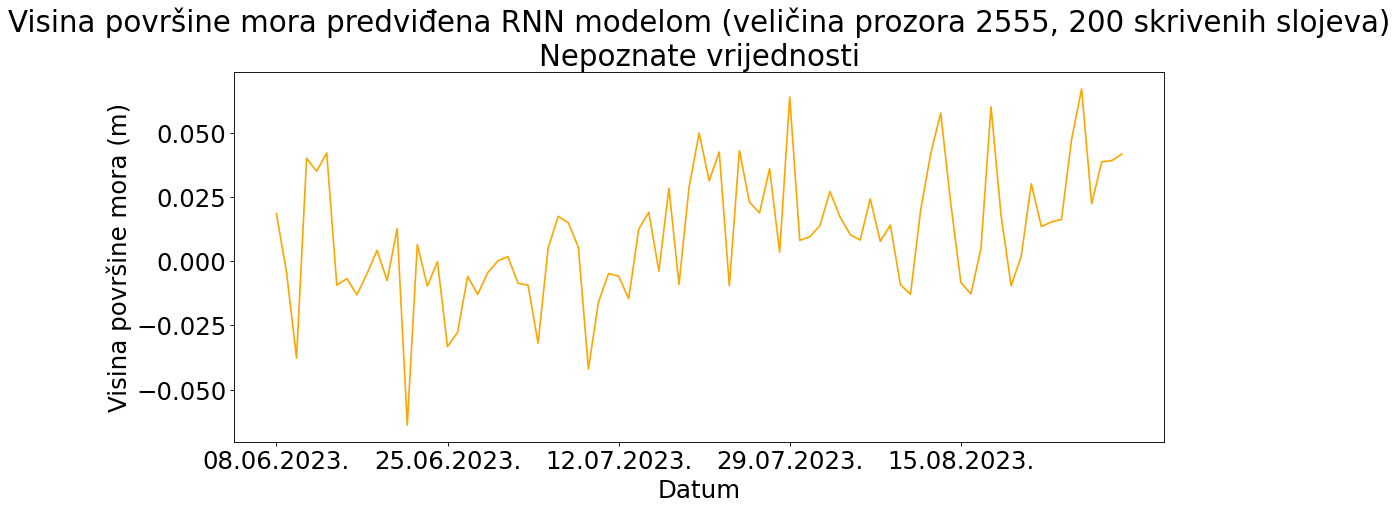 Visina površine mora predviđena RNN modelom (veličina prozora 2555, 200 skrivenih slojeva)
Nepoznate vrijednosti
Visina površine mora (m)
0.050
0.025
0.000
−0.025
−0.050
08.06.2023. 25.06.2023. 12.07.2023. 29.07.2023. 15.08.2023.
Datum